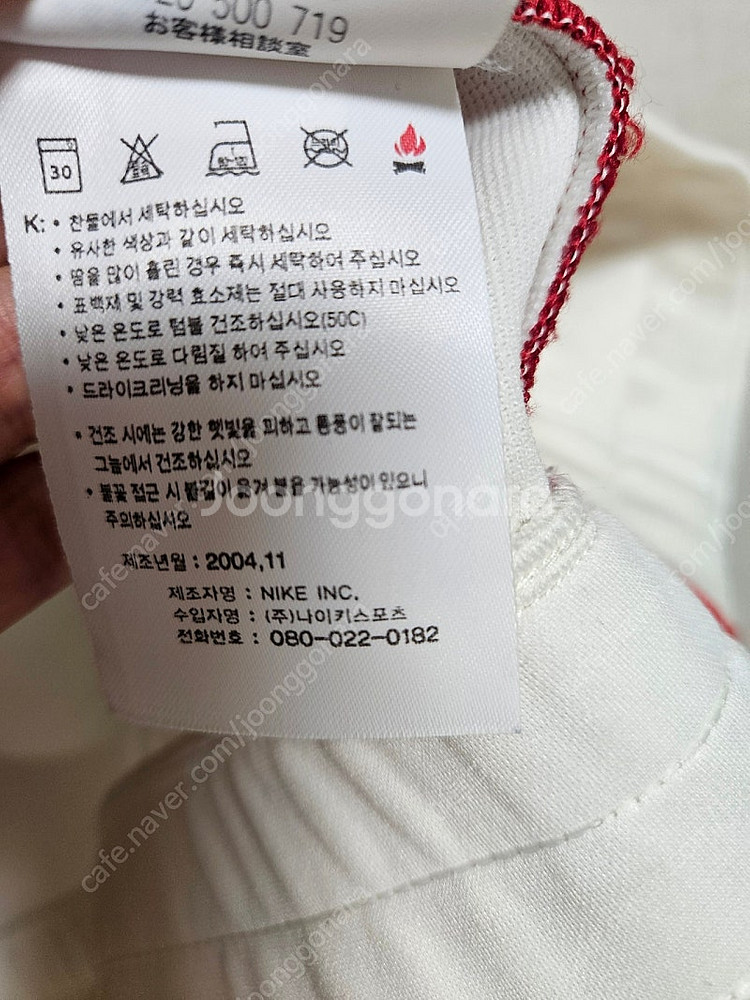 20 500 719
お客様相談室
30
염소
80~120
드라이
K: • 찬물에서 세탁하십시오
• 유사한 색상과 같이 세탁하십시오
• 땀을 많이 흘린 경우 즉시 세탁하여 주십시오
• 표백제 및 강력 효소제는 절대 사용하지 마십시오
• 낮은 온도로 텀블 건조하십시오(50C)
• 낮은 온도로 다림질 하여 주십시오
• 드라이크리닝을 하지 마십시오
• 건조 시에는 강한 햇빛을 피하고 통풍이 잘되는
그늘에서 건조하십시오
• 불꽃 접근 시 불길이 옮겨 붙을 가능성이 있으니
주의하십시오
제조년월 : 2004,11
제조자명 : NIKE INC.
수입자명 : (주)나이키스포츠
전화번호 : 080-022-0182
Joonggonara
cafe.naver.com/joonggonara